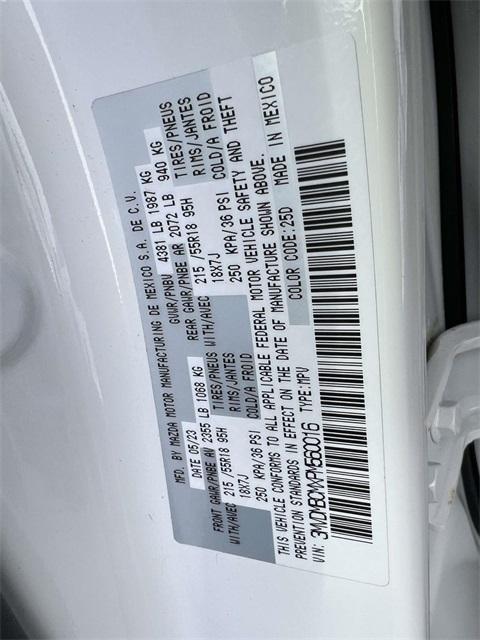 MFD. BY MAZDA MOTOR MANUFACTURING DE MEXICO S.A. DE C.V.
DATE 05/23 GVWR/PNBV 4381 LB 1987 KG
FRONT GAWR/PNBE AV 2355 LB 1068 KG REAR GAWR/PNBE AR 2072 LB 940 KG
WITH/AVEC TIRES/PNEUS WITH/AVEC TIRES/PNEUS
215 /55R18 95H RIMS/JANTES 215 /55R18 95H RIMS/JANTES
18X7J COLD/A FROID 18X7J COLD/A FROID
250 KPA/36 PSI 250 KPA/36 PSI
THIS VEHICLE CONFORMS TO ALL APPLICABLE FEDERAL MOTOR VEHICLE SAFETY AND THEFT
PREVENTION STANDARDS IN EFFECT ON THE DATE OF MANUFACTURE SHOWN ABOVE.
VIN: TYPE: MPV COLOR CODE: 25D MADE IN MEXICO